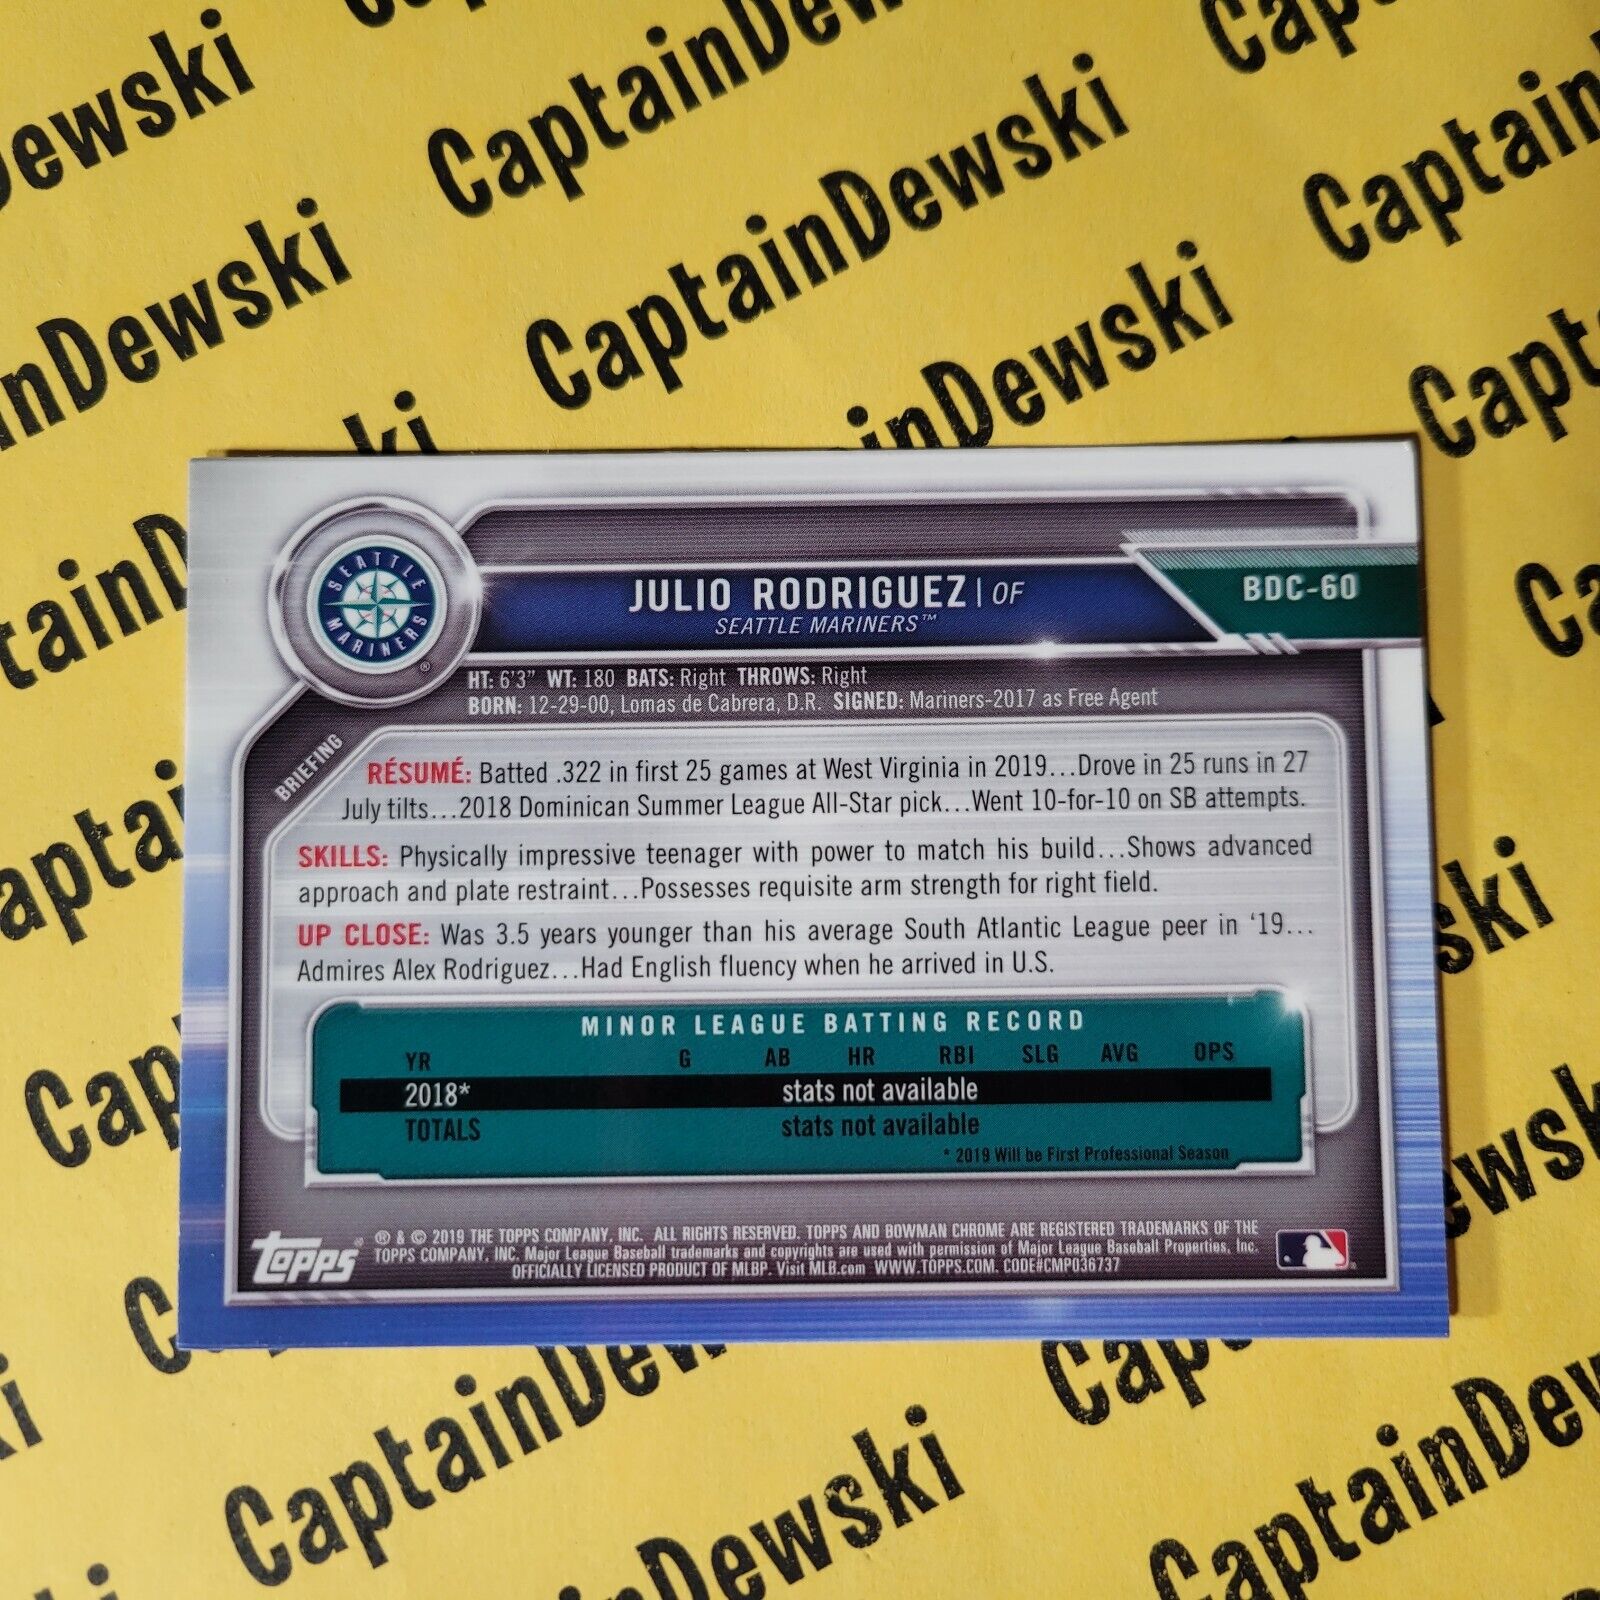 CaptainDewski
CaptainDewski
CaptainDewski
SEATTLE MARINERS ®
JULIO RODRIGUEZ | OF
SEATTLE MARINERS™
BDC-60
HT: 6'3" WT: 180 BATS: Right THROWS: Right
BORN: 12-29-00, Lomas de Cabrera, D.R. SIGNED: Mariners-2017 as Free Agent
BRIEFING
RÉSUMÉ: Batted .322 in first 25 games at West Virginia in 2019...Drove in 25 runs in 27
July tilts...2018 Dominican Summer League All-Star pick...Went 10-for-10 on SB attempts.
SKILLS: Physically impressive teenager with power to match his build...Shows advanced
approach and plate restraint...Possesses requisite arm strength for right field.
UP CLOSE: Was 3.5 years younger than his average South Atlantic League peer in '19...
Admires Alex Rodriguez...Had English fluency when he arrived in U.S.
MINOR LEAGUE BATTING RECORD
YR G AB HR RBI SLG AVG OPS
2018* stats not available
TOTALS stats not available
* 2019 Will be First Professional Season
topps®
® & © 2019 THE TOPPS COMPANY, INC. ALL RIGHTS RESERVED. TOPPS AND BOWMAN CHROME ARE REGISTERED TRADEMARKS OF THE
TOPPS COMPANY, INC. Major League Baseball trademarks and copyrights are used with permission of Major League Baseball Properties, Inc.
OFFICIALLY LICENSED PRODUCT OF MLBP. Visit MLB.com WWW.TOPPS.COM. CODE#CMP036737
CaptainDewski
CaptainDewski
CaptainDewski